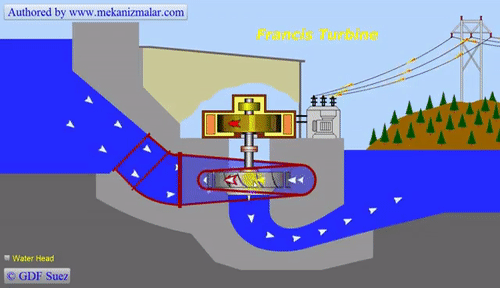 Authored by www.mekanizmalar.com
Francis Turbine
Water Head
© GDF Suez